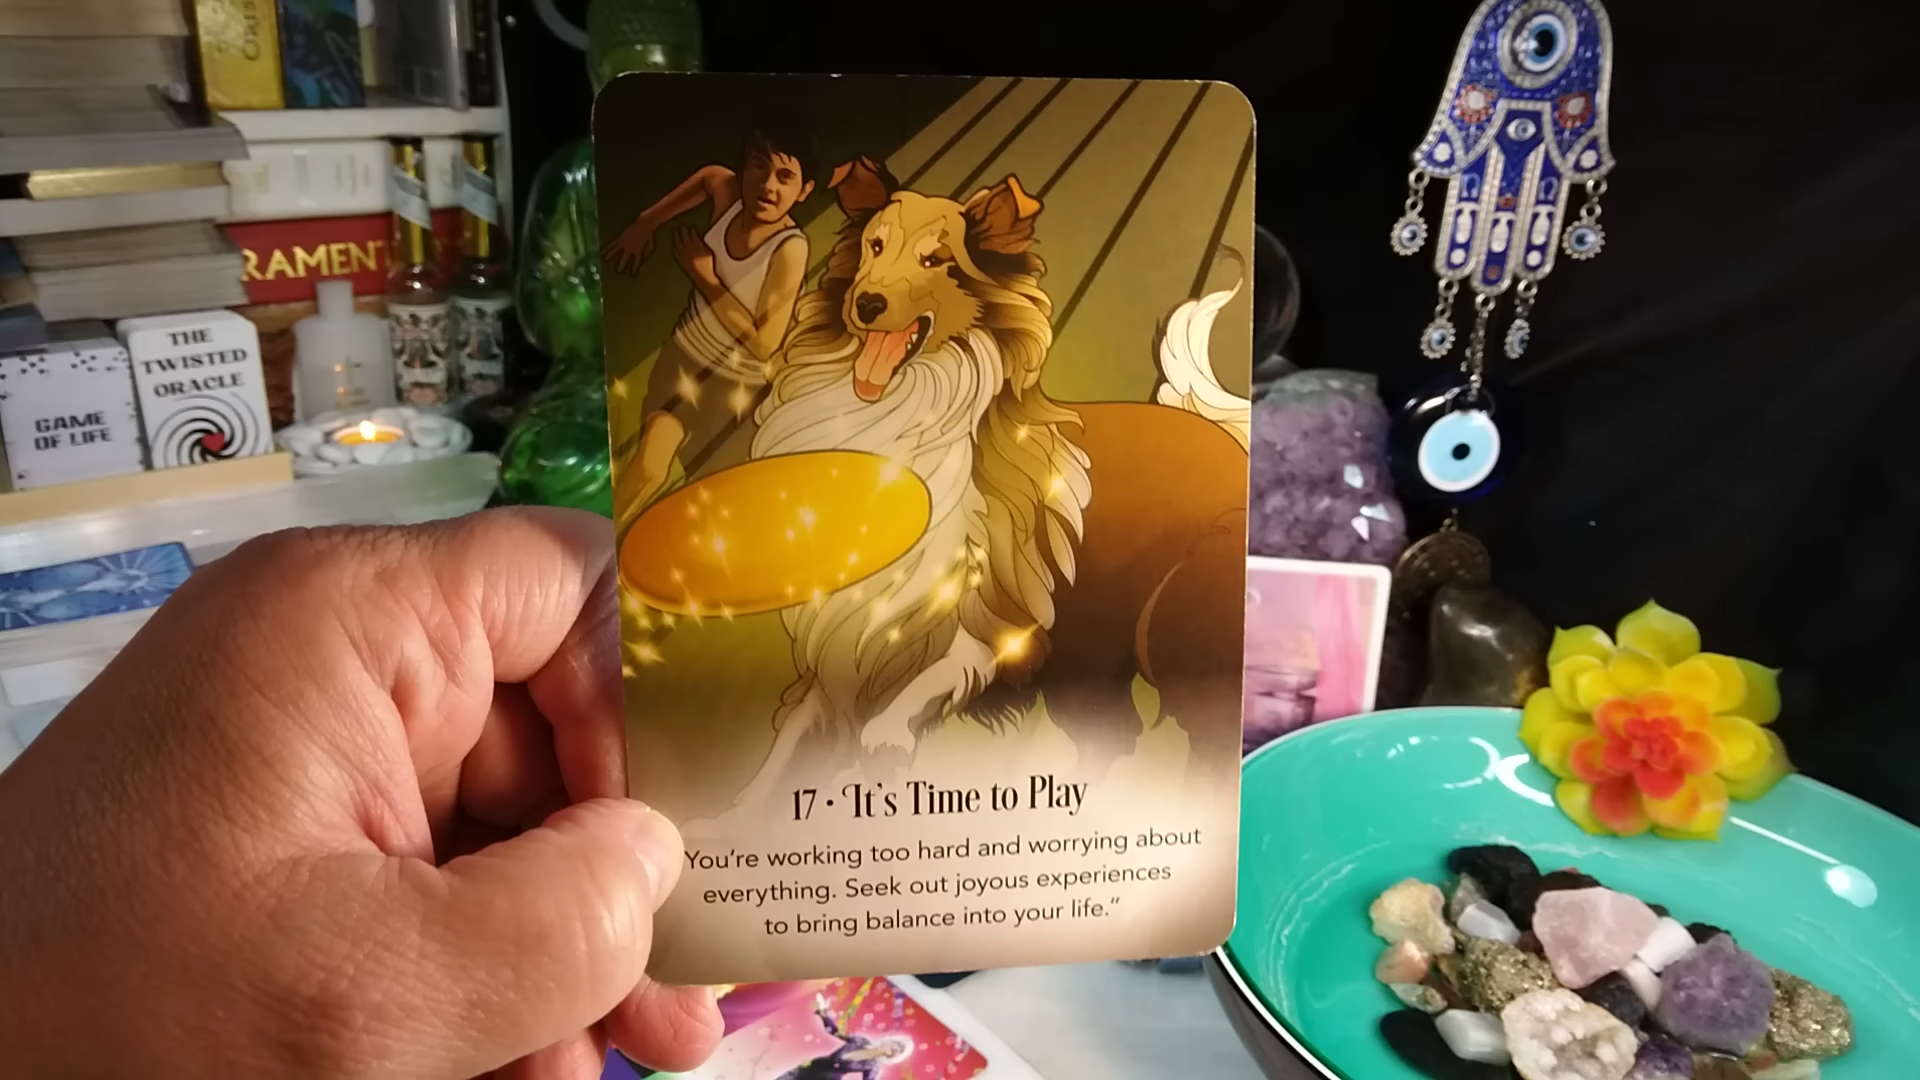 RAMENT
THE
TWISTED
ORACLE
GAME
OF LIFE
17 • It's Time to Play
You're working too hard and worrying about
everything. Seek out joyous experiences
to bring balance into your life."